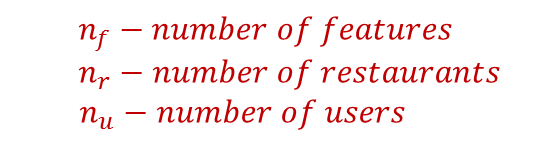 n_f − number of features
n_r − number of restaurants
n_u − number of users